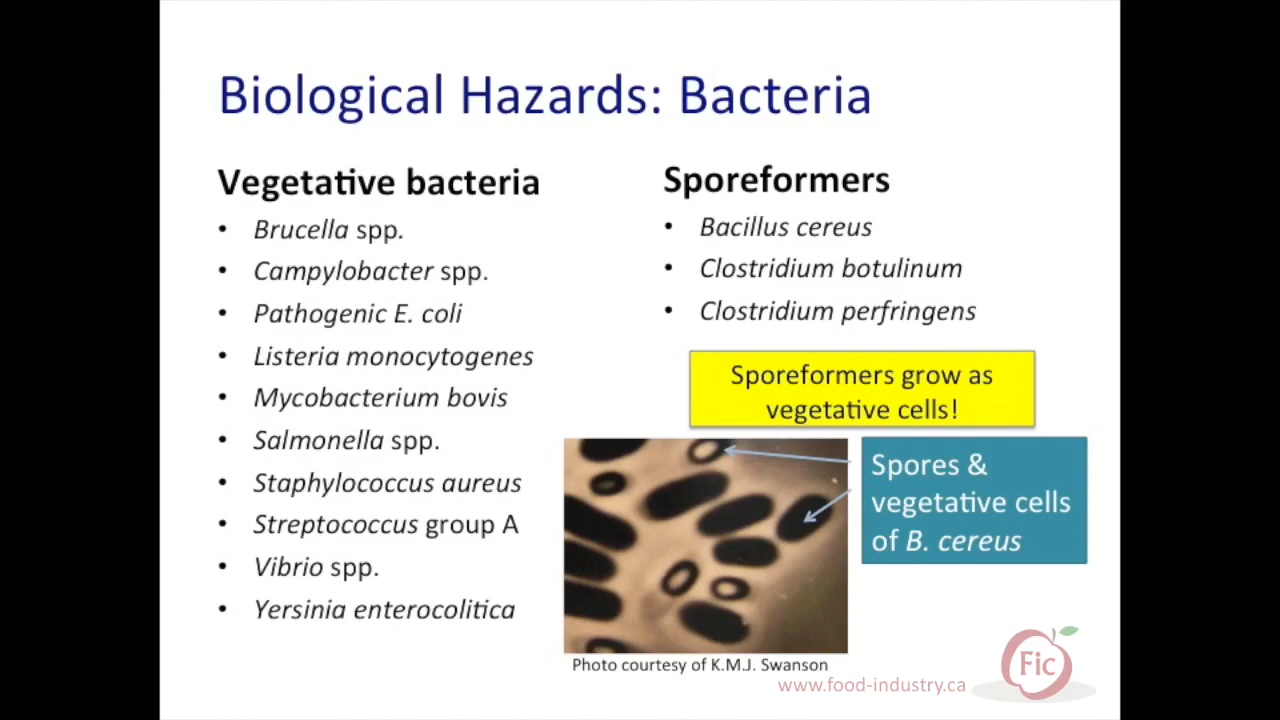 Biological Hazards: Bacteria
Vegetative bacteria
• Brucella spp.
• Campylobacter spp.
• Pathogenic E. coli
• Listeria monocytogenes
• Mycobacterium bovis
• Salmonella spp.
• Staphylococcus aureus
• Streptococcus group A
• Vibrio spp.
• Yersinia enterocolitica
Sporeformers
• Bacillus cereus
• Clostridium botulinum
• Clostridium perfringens
Sporeformers grow as
vegetative cells!
Spores &
vegetative cells
of B. cereus
Photo courtesy of K.M.J. Swanson
www.food-industry.ca
Fic